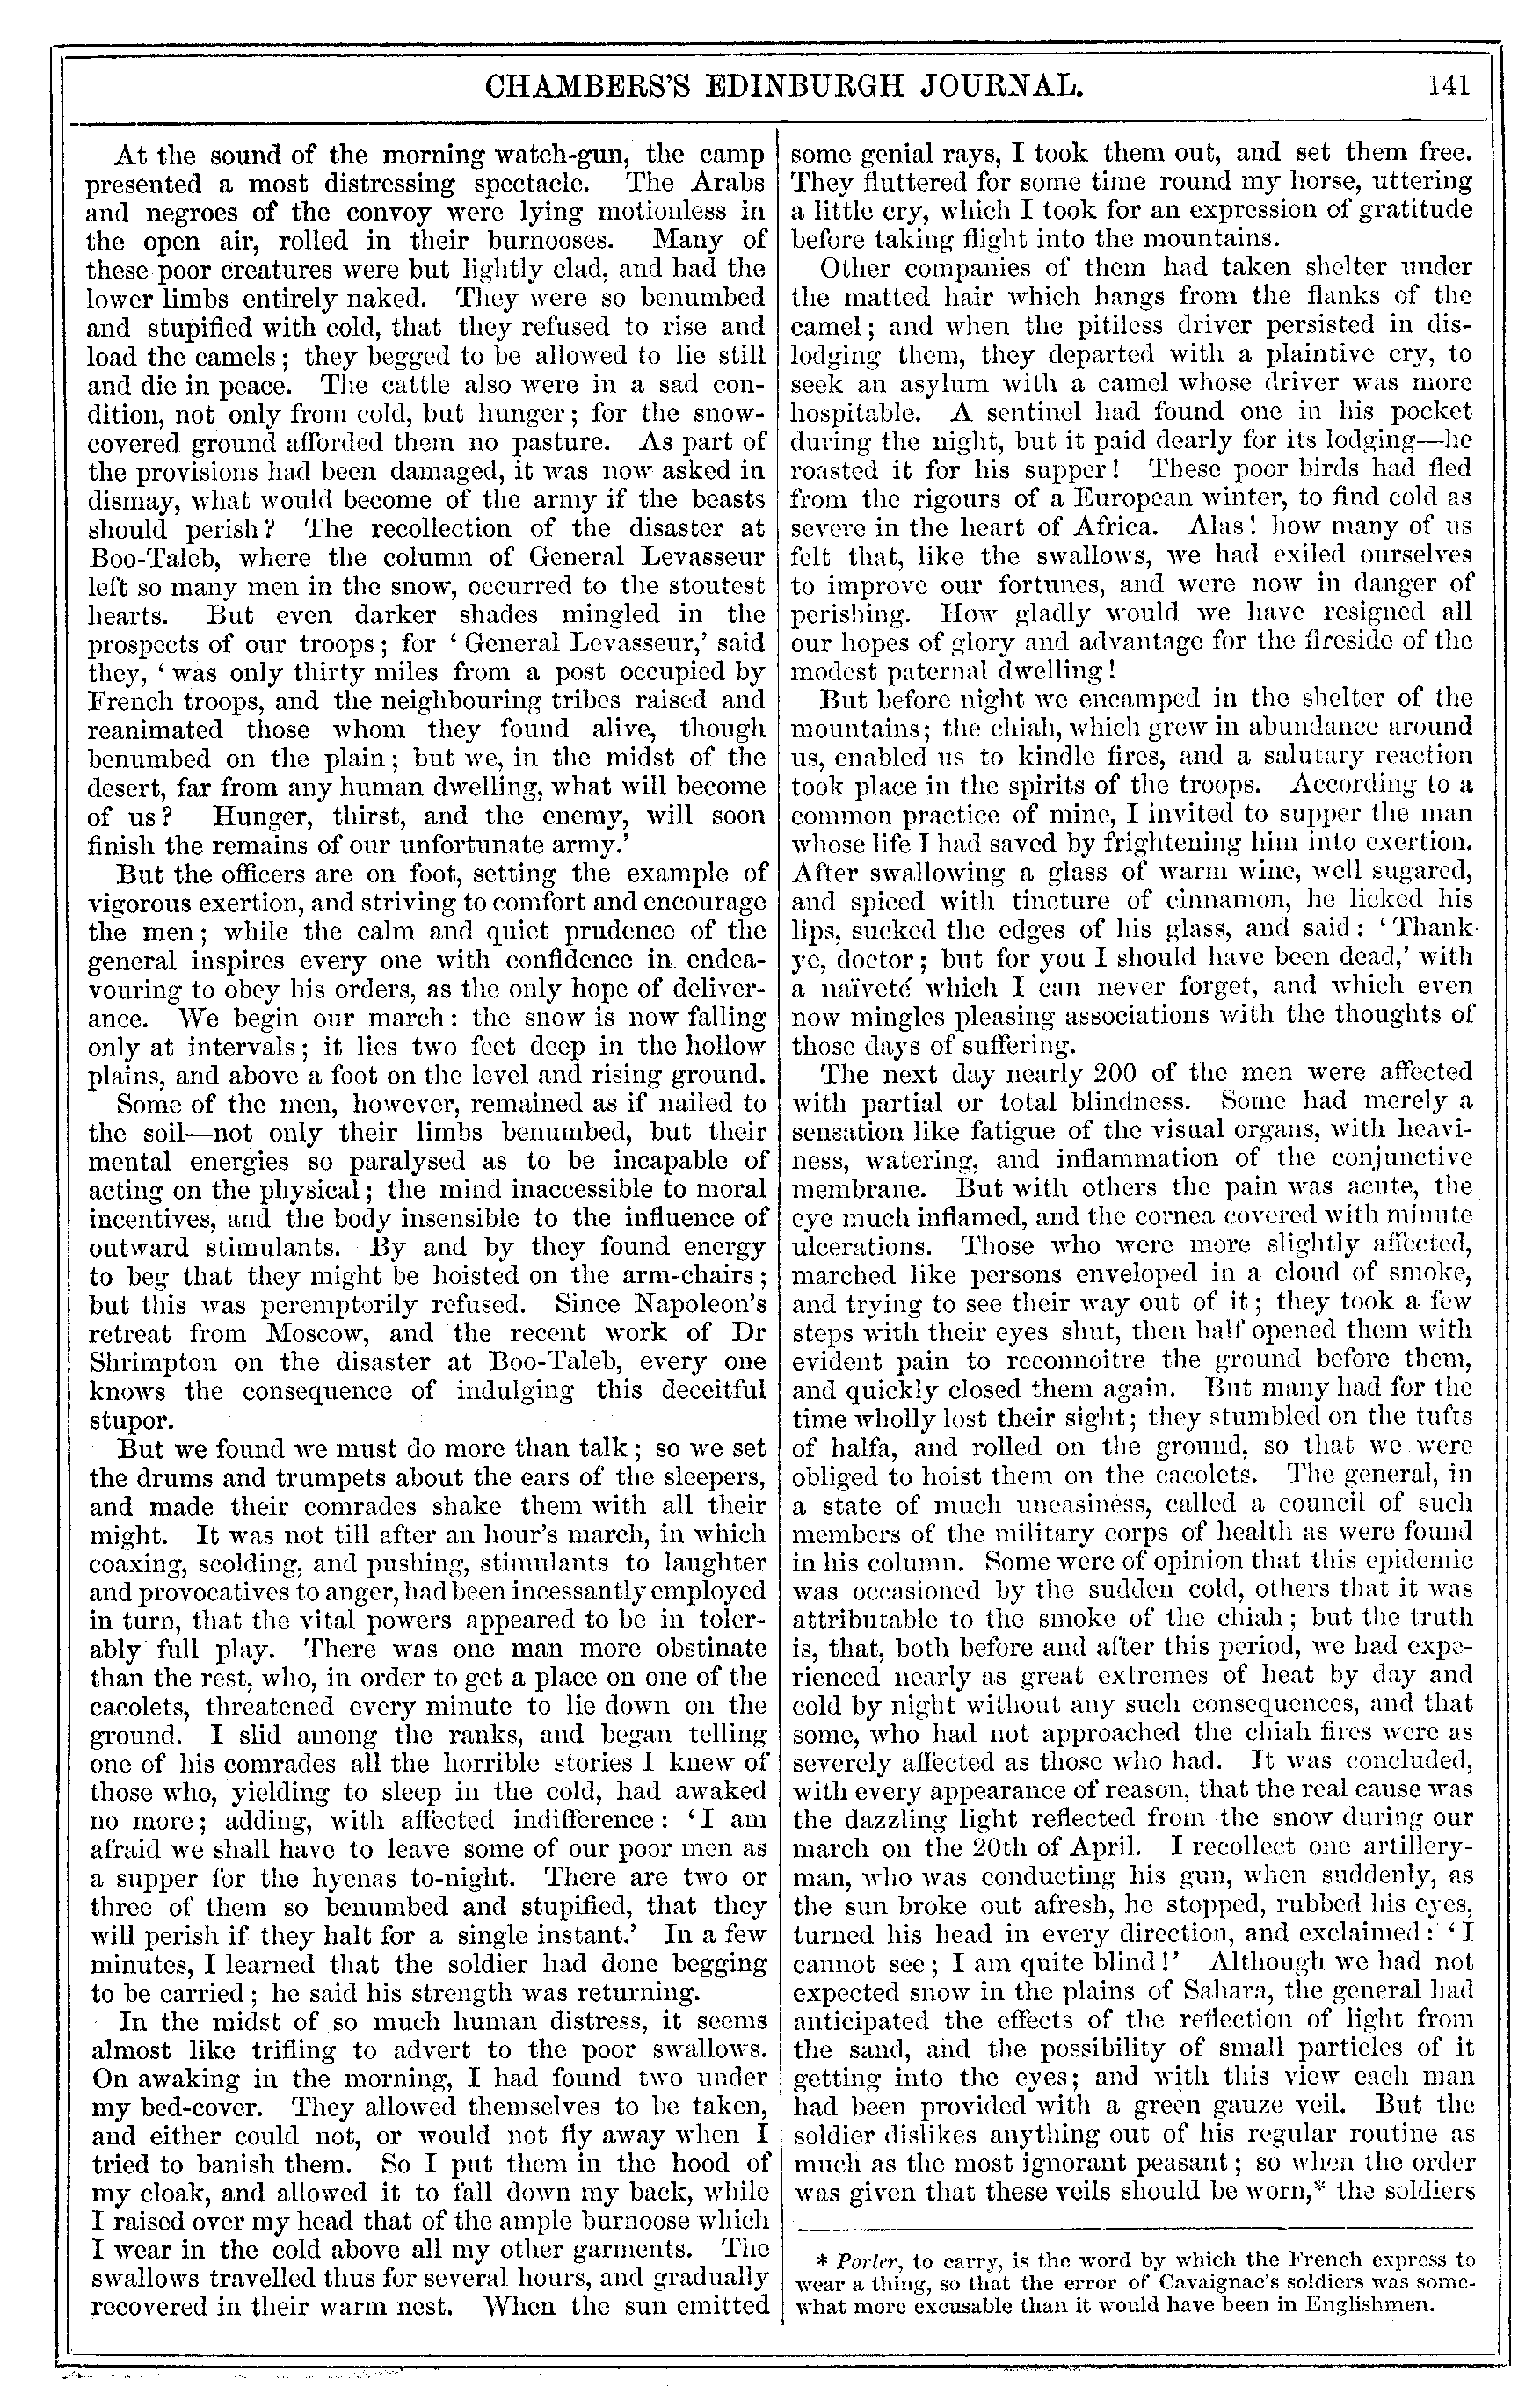 CHAMBERS'S EDINBURGH JOURNAL. 141
At the sound of the morning watch-gun, the camp
presented a most distressing spectacle. The Arabs
and negroes of the convoy were lying motionless in
the open air, rolled in their burnooses. Many of
these poor creatures were but lightly clad, and had the
lower limbs entirely naked. They were so benumbed
and stupified with cold, that they refused to rise and
load the camels; they begged to be allowed to lie still
and die in peace. The cattle also were in a sad con-
dition, not only from cold, but hunger; for the snow-
covered ground afforded them no pasture. As part of
the provisions had been damaged, it was now asked in
dismay, what would become of the army if the beasts
should perish? The recollection of the disaster at
Boo-Taleb, where the column of General Levasseur
left so many men in the snow, occurred to the stoutest
hearts. But even darker shades mingled in the
prospects of our troops; for ‘General Levasseur,’ said
they, ‘was only thirty miles from a post occupied by
French troops, and the neighbouring tribes raised and
reanimated those whom they found alive, though
benumbed on the plain; but we, in the midst of the
desert, far from any human dwelling, what will become
of us? Hunger, thirst, and the enemy, will soon
finish the remains of our unfortunate army.’
But the officers are on foot, setting the example of
vigorous exertion, and striving to comfort and encourage
the men; while the calm and quiet prudence of the
general inspires every one with confidence in endea-
vouring to obey his orders, as the only hope of deliver-
ance. We begin our march: the snow is now falling
only at intervals; it lies two feet deep in the hollow
plains, and above a foot on the level and rising ground.
Some of the men, however, remained as if nailed to
the soil—not only their limbs benumbed, but their
mental energies so paralysed as to be incapable of
acting on the physical; the mind inaccessible to moral
incentives, and the body insensible to the influence of
outward stimulants. By and by they found energy
to beg that they might be hoisted on the arm-chairs;
but this was peremptorily refused. Since Napoleon's
retreat from Moscow, and the recent work of Dr
Shrimpton on the disaster at Boo-Taleb, every one
knows the consequence of indulging this deceitful
stupor.
But we found we must do more than talk; so we set
the drums and trumpets about the ears of the sleepers,
and made their comrades shake them with all their
might. It was not till after an hour's march, in which
coaxing, scolding, and pushing, stimulants to laughter
and provocatives to anger, had been incessantly employed
in turn, that the vital powers appeared to be in toler-
ably full play. There was one man more obstinate
than the rest, who, in order to get a place on one of the
cacolets, threatened every minute to lie down on the
ground. I slid among the ranks, and began telling
one of his comrades all the horrible stories I knew of
those who, yielding to sleep in the cold, had awaked
no more; adding, with affected indifference: ‘I am
afraid we shall have to leave some of our poor men as
a supper for the hyenas to-night. There are two or
three of them so benumbed and stupified, that they
will perish if they halt for a single instant.’ In a few
minutes, I learned that the soldier had done begging
to be carried; he said his strength was returning.
In the midst of so much human distress, it seems
almost like trifling to advert to the poor swallows.
On awaking in the morning, I had found two under
my bed-cover. They allowed themselves to be taken,
and either could not, or would not fly away when I
tried to banish them. So I put them in the hood of
my cloak, and allowed it to fall down my back, while
I raised over my head that of the ample burnoose which
I wear in the cold above all my other garments. The
swallows travelled thus for several hours, and gradually
recovered in their warm nest. When the sun emitted
some genial rays, I took them out, and set them free.
They fluttered for some time round my horse, uttering
a little cry, which I took for an expression of gratitude
before taking flight into the mountains.
Other companies of them had taken shelter under
the matted hair which hangs from the flanks of the
camel; and when the pitiless driver persisted in dis-
lodging them, they departed with a plaintive cry, to
seek an asylum with a camel whose driver was more
hospitable. A sentinel had found one in his pocket
during the night, but it paid dearly for its lodging—he
roasted it for his supper! These poor birds had fled
from the rigours of a European winter, to find cold as
severe in the heart of Africa. Alas! how many of us
felt that, like the swallows, we had exiled ourselves
to improve our fortunes, and were now in danger of
perishing. How gladly would we have resigned all
our hopes of glory and advantage for the fireside of the
modest paternal dwelling!
But before night we encamped in the shelter of the
mountains; the chiah, which grew in abundance around
us, enabled us to kindle fires, and a salutary reaction
took place in the spirits of the troops. According to a
common practice of mine, I invited to supper the man
whose life I had saved by frightening him into exertion.
After swallowing a glass of warm wine, well sugared,
and spiced with tincture of cinnamon, he licked his
lips, sucked the edges of his glass, and said: ‘Thank
ye, doctor; but for you I should have been dead,’ with
a naïveté which I can never forget, and which even
now mingles pleasing associations with the thoughts of
those days of suffering.
The next day nearly 200 of the men were affected
with partial or total blindness. Some had merely a
sensation like fatigue of the visual organs, with heavi-
ness, watering, and inflammation of the conjunctive
membrane. But with others the pain was acute, the
eye much inflamed, and the cornea covered with minute
ulcerations. Those who were more slightly affected,
marched like persons enveloped in a cloud of smoke,
and trying to see their way out of it; they took a few
steps with their eyes shut, then half opened them with
evident pain to reconnoitre the ground before them,
and quickly closed them again. But many had for the
time wholly lost their sight; they stumbled on the tufts
of halfa, and rolled on the ground, so that we were
obliged to hoist them on the cacolets. The general, in
a state of much uneasiness, called a council of such
members of the military corps of health as were found
in his column. Some were of opinion that this epidemic
was occasioned by the sudden cold, others that it was
attributable to the smoke of the chiah; but the truth
is, that, both before and after this period, we had expe-
rienced nearly as great extremes of heat by day and
cold by night without any such consequences, and that
some, who had not approached the chiah fires were as
severely affected as those who had. It was concluded,
with every appearance of reason, that the real cause was
the dazzling light reflected from the snow during our
march on the 20th of April. I recollect one artillery-
man, who was conducting his gun, when suddenly, as
the sun broke out afresh, he stopped, rubbed his eyes,
turned his head in every direction, and exclaimed: ‘I
cannot see; I am quite blind!’ Although we had not
expected snow in the plains of Sahara, the general had
anticipated the effects of the reflection of light from
the sand, and the possibility of small particles of it
getting into the eyes; and with this view each man
had been provided with a green gauze veil. But the
soldier dislikes anything out of his regular routine as
much as the most ignorant peasant; so when the order
was given that these veils should be worn,* the soldiers
* Porter, to carry, is the word by which the French express to
wear a thing, so that the error of Cavaignac's soldiers was some-
what more excusable than it would have been in Englishmen.